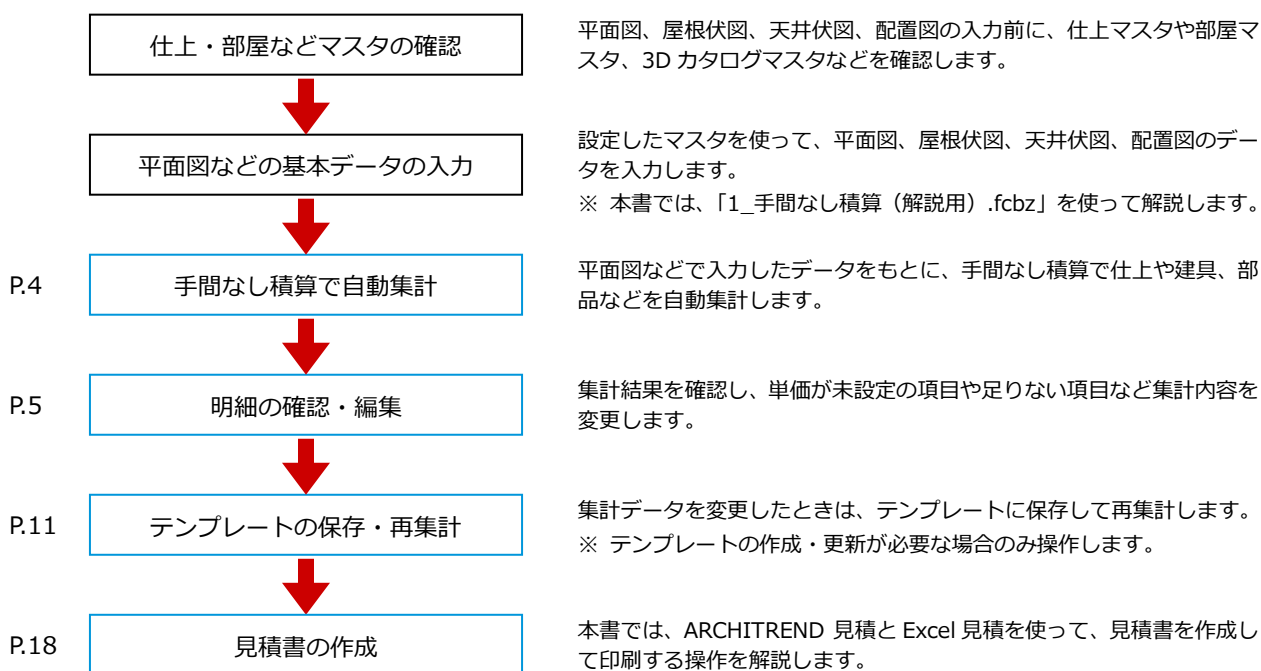 仕上・部屋などマスタの確認
平面図、屋根伏図、天井伏図、配置図の入力前に、仕上マスタや部屋マ
スタ、3D カタログマスタなどを確認します。
平面図などの基本データの入力
設定したマスタを使って、平面図、屋根伏図、天井伏図、配置図のデー
タを入力します。
※ 本書では、「1_手間なし積算（解説用）.fcbz」を使って解説します。
P.4
手間なし積算で自動集計
平面図などで入力したデータをもとに、手間なし積算で仕上や建具、部
品などを自動集計します。
P.5
明細の確認・編集
集計結果を確認し、単価が未設定の項目や足りない項目など集計内容を
変更します。
P.11
テンプレートの保存・再集計
集計データを変更したときは、テンプレートに保存して再集計します。
※ テンプレートの作成・更新が必要な場合のみ操作します。
P.18
見積書の作成
本書では、ARCHITREND 見積と Excel 見積を使って、見積書を作成し
て印刷する操作を解説します。